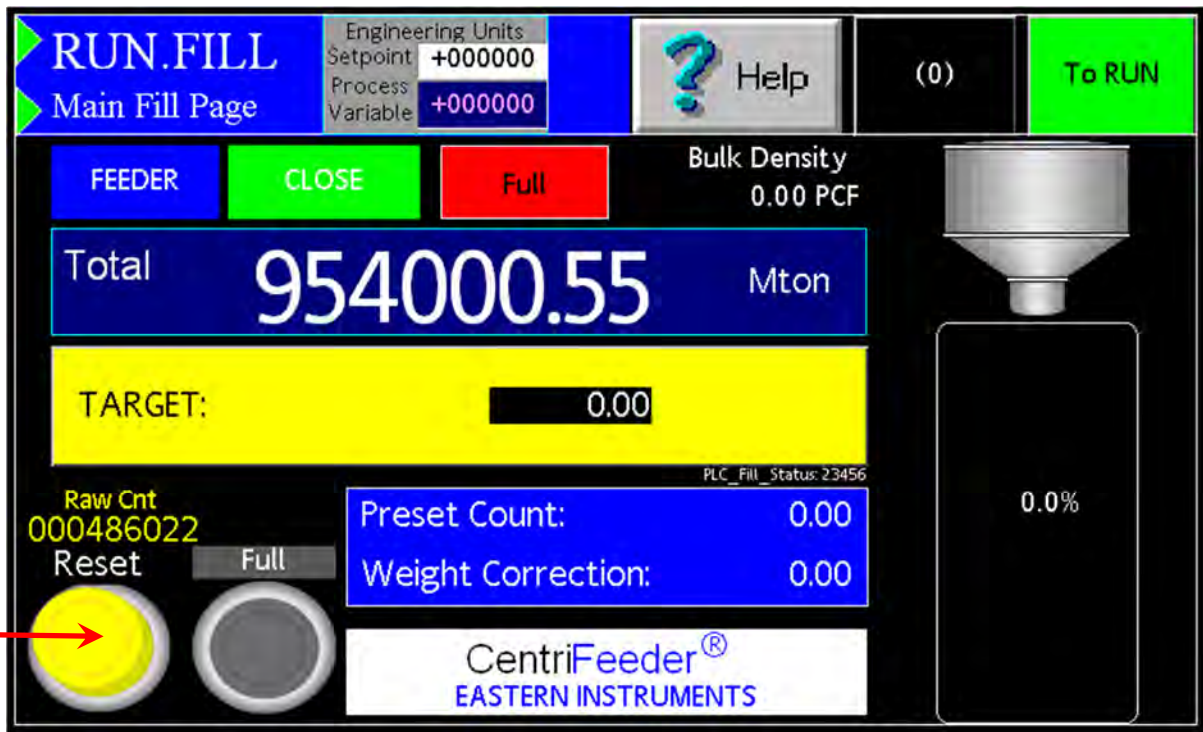 RUN.FILL
Main Fill Page
Engineering Units
Setpoint +000000
Process
Variable +000000
? Help
(0)
To RUN
FEEDER
CLOSE
Full
Bulk Density
0.00 PCF
Total 954000.55 Mton
TARGET: 0.00
PLC_Fill_Status: 23456
Raw Cnt
000486022
Reset
Full
Preset Count: 0.00
Weight Correction: 0.00
0.0%
CentriFeeder®
EASTERN INSTRUMENTS